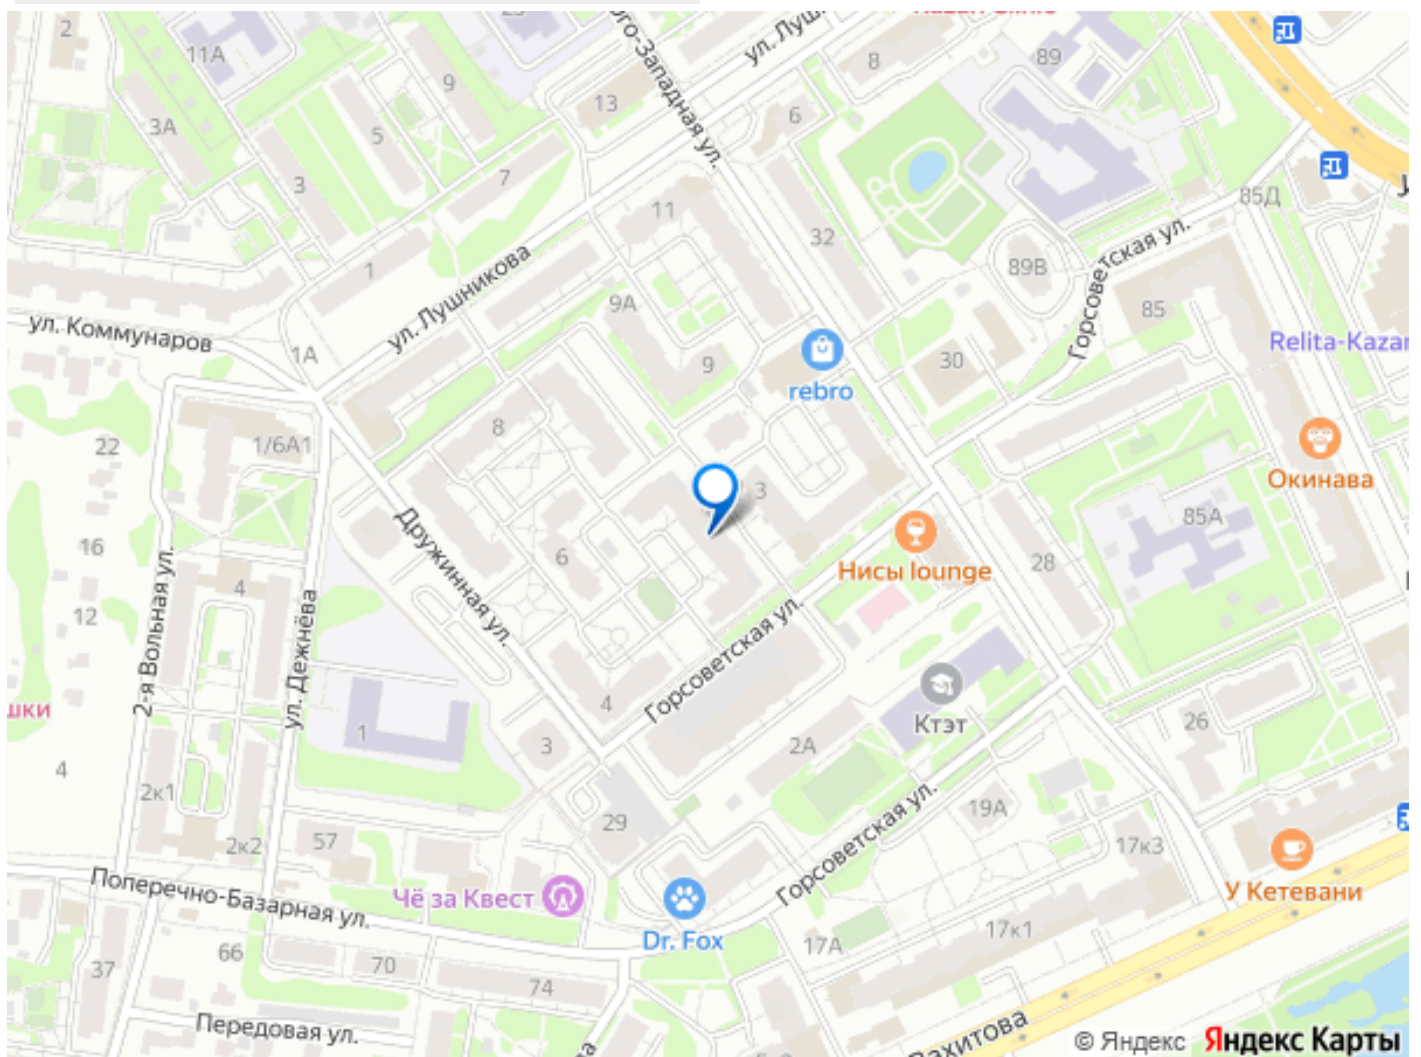 2
11А
9
5
3А
3
13
7
1
ул. Лушникова
8
89
6
11
32
9А
9
85Д
89В
Горсоветская ул.
85
30
ул. Коммунаров
1А
ул. Лушникова
rebro
Relita-Kazan
22
1/6А1
8
Окинава
3
16
12
6
Дружинная ул.
Нисы lounge
85А
28
4
2-я Вольная ул.
ул. Дежнёва
Горсоветская ул.
Ктэт
шки
1
4
3
2А
26
4
2к1
2к2
57
29
19А
17к3
Горсоветская ул.
У Кетевани
Поперечно-Базарная ул.
Чё за Квест
Dr. Fox
66
70
74
37
17А
17к1
Передовая ул.
© Яндекс Яндекс Карты